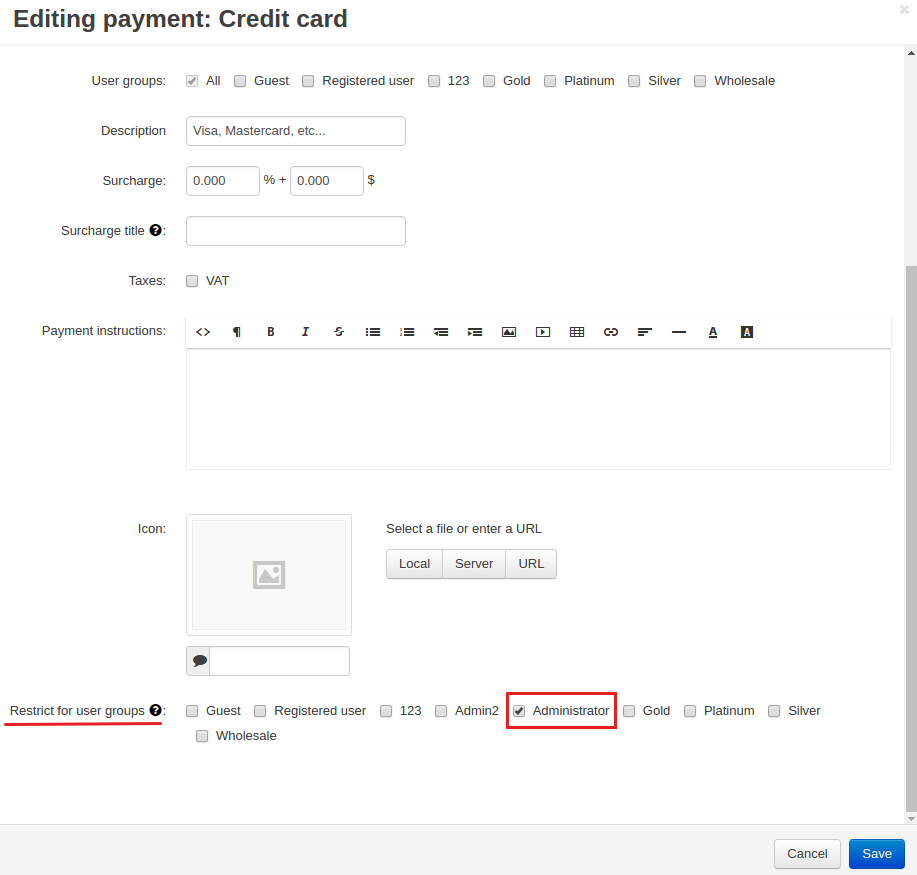 Editing payment: Credit card
User groups: All Guest Registered user 123 Gold Platinum Silver Wholesale
Description Visa, Mastercard, etc...
Surcharge: 0.000 % + 0.000 $
Surcharge title ?:
Taxes: VAT
Payment instructions: <> ¶ B I S A A
Icon: Select a file or enter a URL
Local Server URL
Restrict for user groups ?: Guest Registered user 123 Admin2 Administrator Gold Platinum Silver
Wholesale
Cancel Save